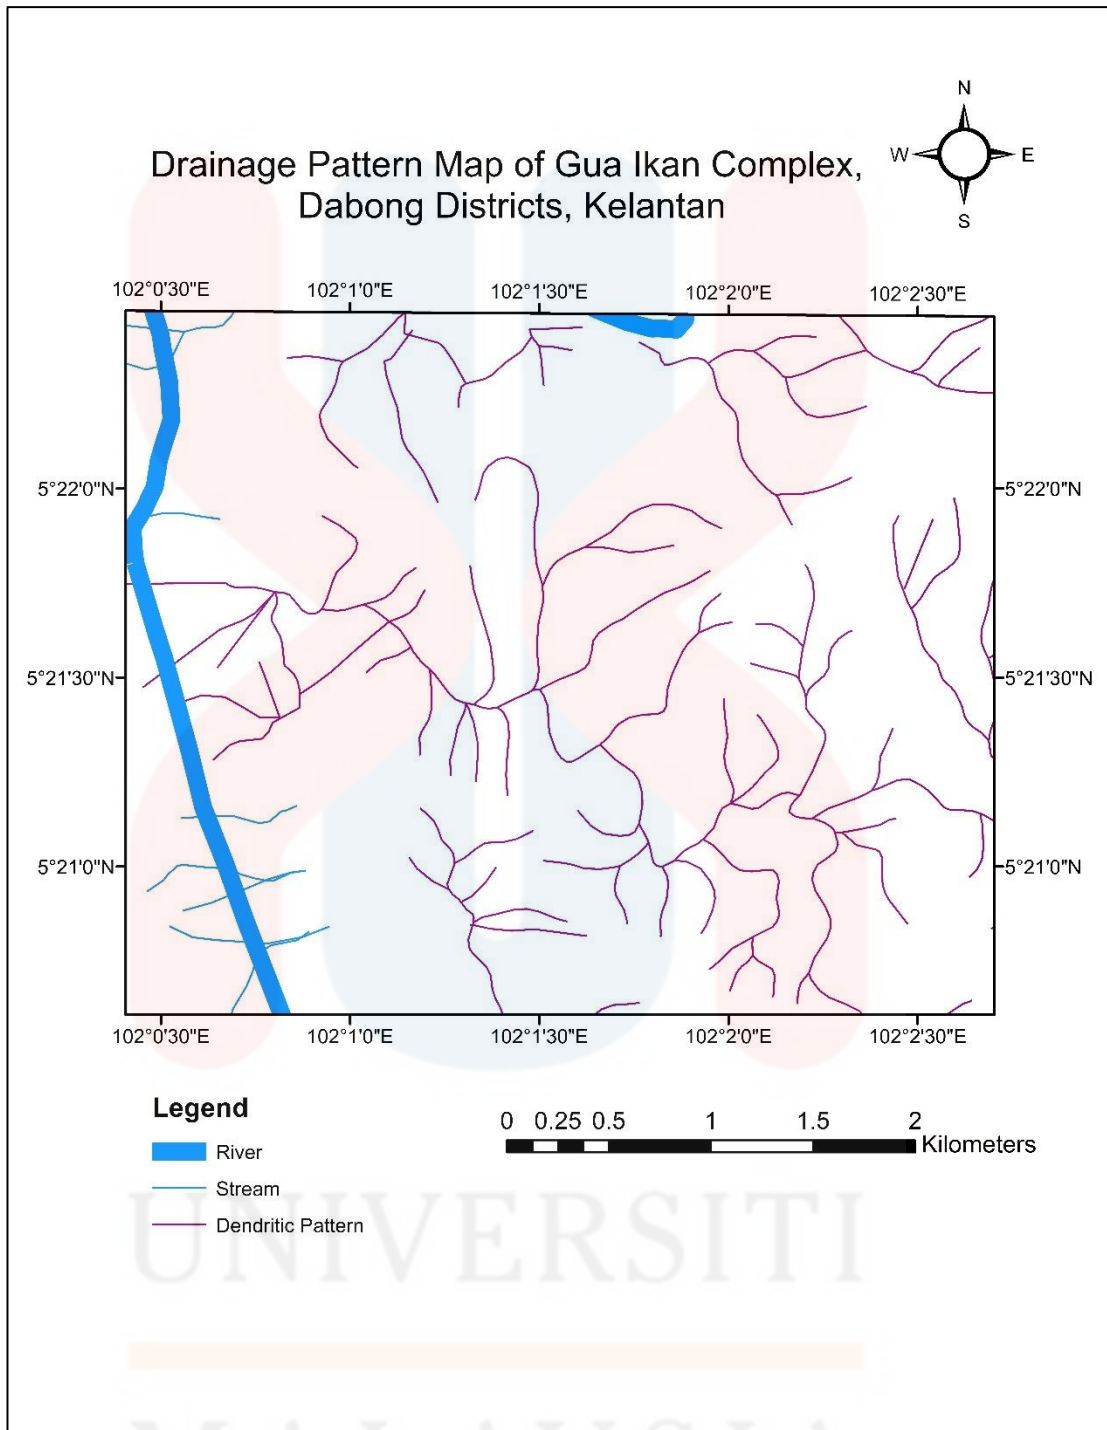 N
W E
S
Drainage Pattern Map of Gua Ikan Complex,
Dabong Districts, Kelantan
102°0'30"E 102°1'0"E 102°1'30"E 102°2'0"E 102°2'30"E
5°22'0"N 5°22'0"N
5°21'30"N 5°21'30"N
5°21'0"N 5°21'0"N
102°0'30"E 102°1'0"E 102°1'30"E 102°2'0"E 102°2'30"E
Legend
River
Stream
Dendritic Pattern
0 0.25 0.5 1 1.5 2
Kilometers
UNIVERSITI
MALAYSIA